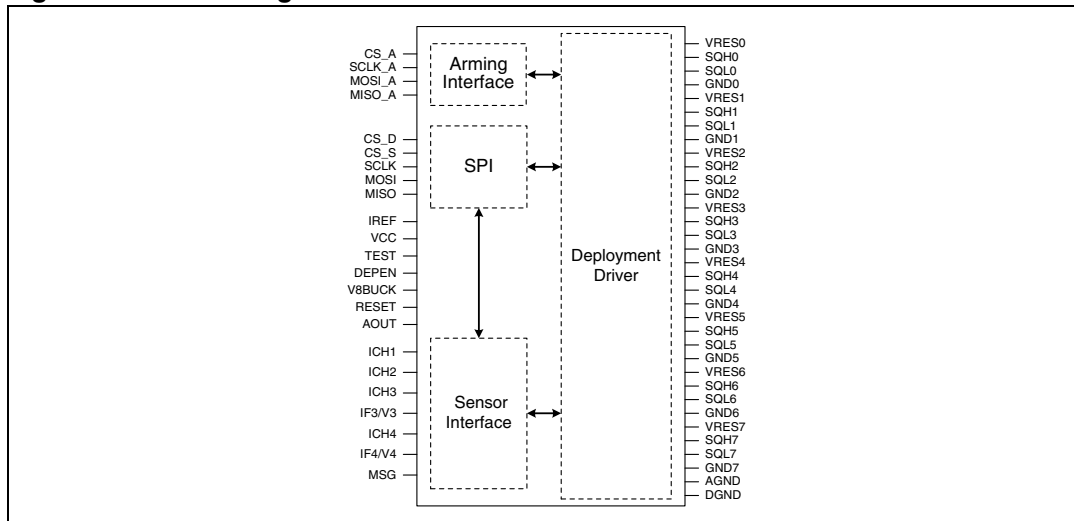 CS_A
SCLK_A
MOSI_A
MISO_A
CS_D
CS_S
SCLK
MOSI
MISO
IREF
VCC
TEST
DEPEN
V8BUCK
RESET
AOUT
ICH1
ICH2
ICH3
IF3/V3
ICH4
IF4/V4
MSG
Arming
Interface
SPI
Sensor
Interface
Deployment
Driver
VRES0
SQH0
SQL0
GND0
VRES1
SQH1
SQL1
GND1
VRES2
SQH2
SQL2
GND2
VRES3
SQH3
SQL3
GND3
VRES4
SQH4
SQL4
GND4
VRES5
SQH5
SQL5
GND5
VRES6
SQH6
SQL6
GND6
VRES7
SQH7
SQL7
GND7
AGND
DGND